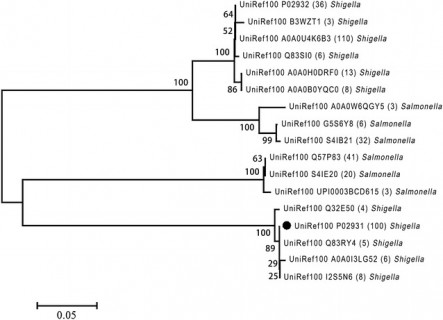 UniRef100 P02932 (36) Shigella
64
UniRef100 B3WZT1 (3) Shigella
52
UniRef100 A0A0U4K6B3 (110) Shigella
100
UniRef100 Q83SI0 (6) Shigella
UniRef100 A0A0H0DRF0 (13) Shigella
86
UniRef100 A0A0B0YQC0 (8) Shigella
100
UniRef100 A0A0W6QGY5 (3) Salmonella
100
UniRef100 G5S6Y8 (6) Salmonella
99
UniRef100 S4IB21 (32) Salmonella
63
UniRef100 Q57P83 (41) Salmonella
100
UniRef100 S4IE20 (20) Salmonella
UniRef100 UPI0003BCD615 (3) Salmonella
UniRef100 Q32E50 (4) Shigella
100
UniRef100 P02931 (100) Shigella
89
UniRef100 Q83RY4 (5) Shigella
29
UniRef100 A0A0I3LG52 (6) Shigella
25
UniRef100 I2S5N6 (8) Shigella
0.05